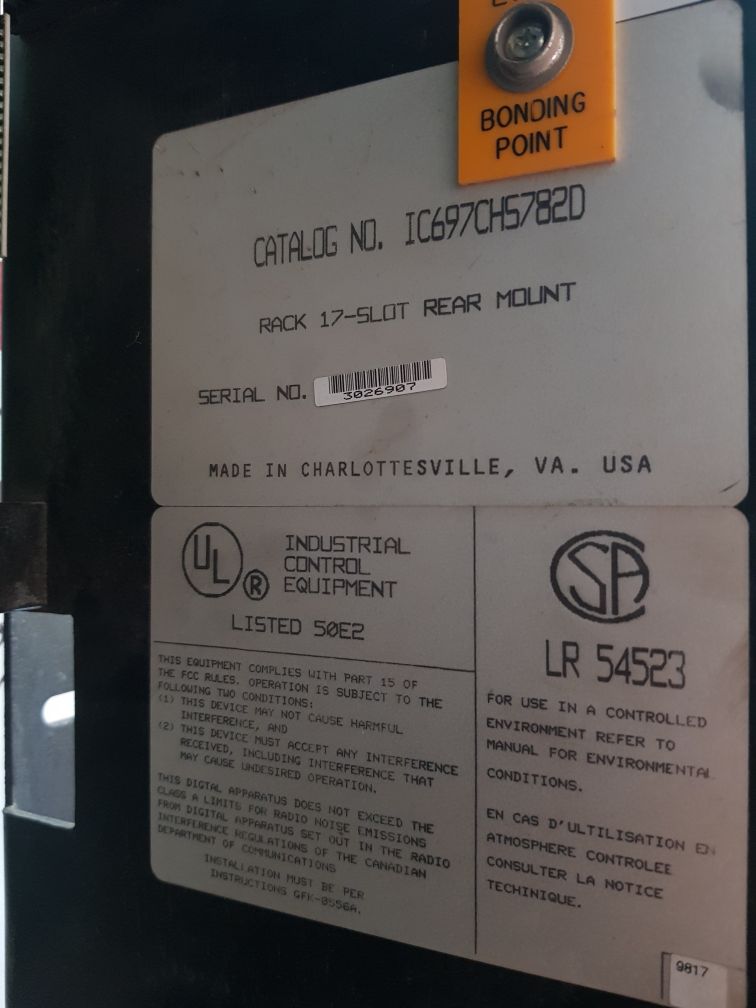 BONDING
POINT
CATALOG NO. IC697CHS782D
RACK 17-SLOT REAR MOUNT
SERIAL NO.
3026907
MADE IN CHARLOTTESVILLE, VA. USA
UL
®
INDUSTRIAL
CONTROL
EQUIPMENT
LISTED 50E2
THIS EQUIPMENT COMPLIES WITH PART 15 OF
THE FCC RULES. OPERATION IS SUBJECT TO THE
FOLLOWING TWO CONDITIONS:
(1) THIS DEVICE MAY NOT CAUSE HARMFUL
INTERFERENCE, AND
(2) THIS DEVICE MUST ACCEPT ANY INTERFERENCE
RECEIVED, INCLUDING INTERFERENCE THAT
MAY CAUSE UNDESIRED OPERATION.
THIS DIGTAL APPARATUS DOES NOT EXCEED THE
CLASS A LIMITS FOR RADIO NOISE EMISSIONS
FROM DIGITAL APPARATUS SET OUT IN THE RADIO
INTERFERENCE REGULATIONS OF THE CANADIAN
DEPARTMENT OF COMMUNICATIONS
INSTALLATION MUST BE PER
INSTRUCTIONS GFK-0556A.
CSA
LR 54523
FOR USE IN A CONTROLLED
ENVIRONMENT REFER TO
MANUAL FOR ENVIRONMENTAL
CONDITIONS.
EN CAS D'ULTILISATION EN
ATMOSPHERE CONTROLEE
CONSULTER LA NOTICE
TECHINIQUE.
9817